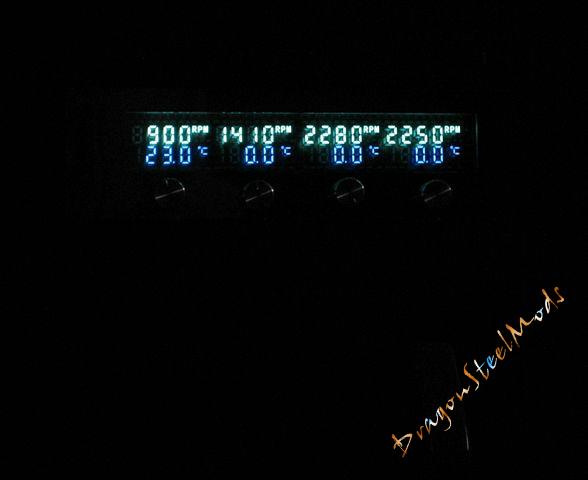 900RPM 1410RPM 2280RPM 2250RPM
23.0°C 0.0°C 0.0°C 0.0°C
DragonSteelMods